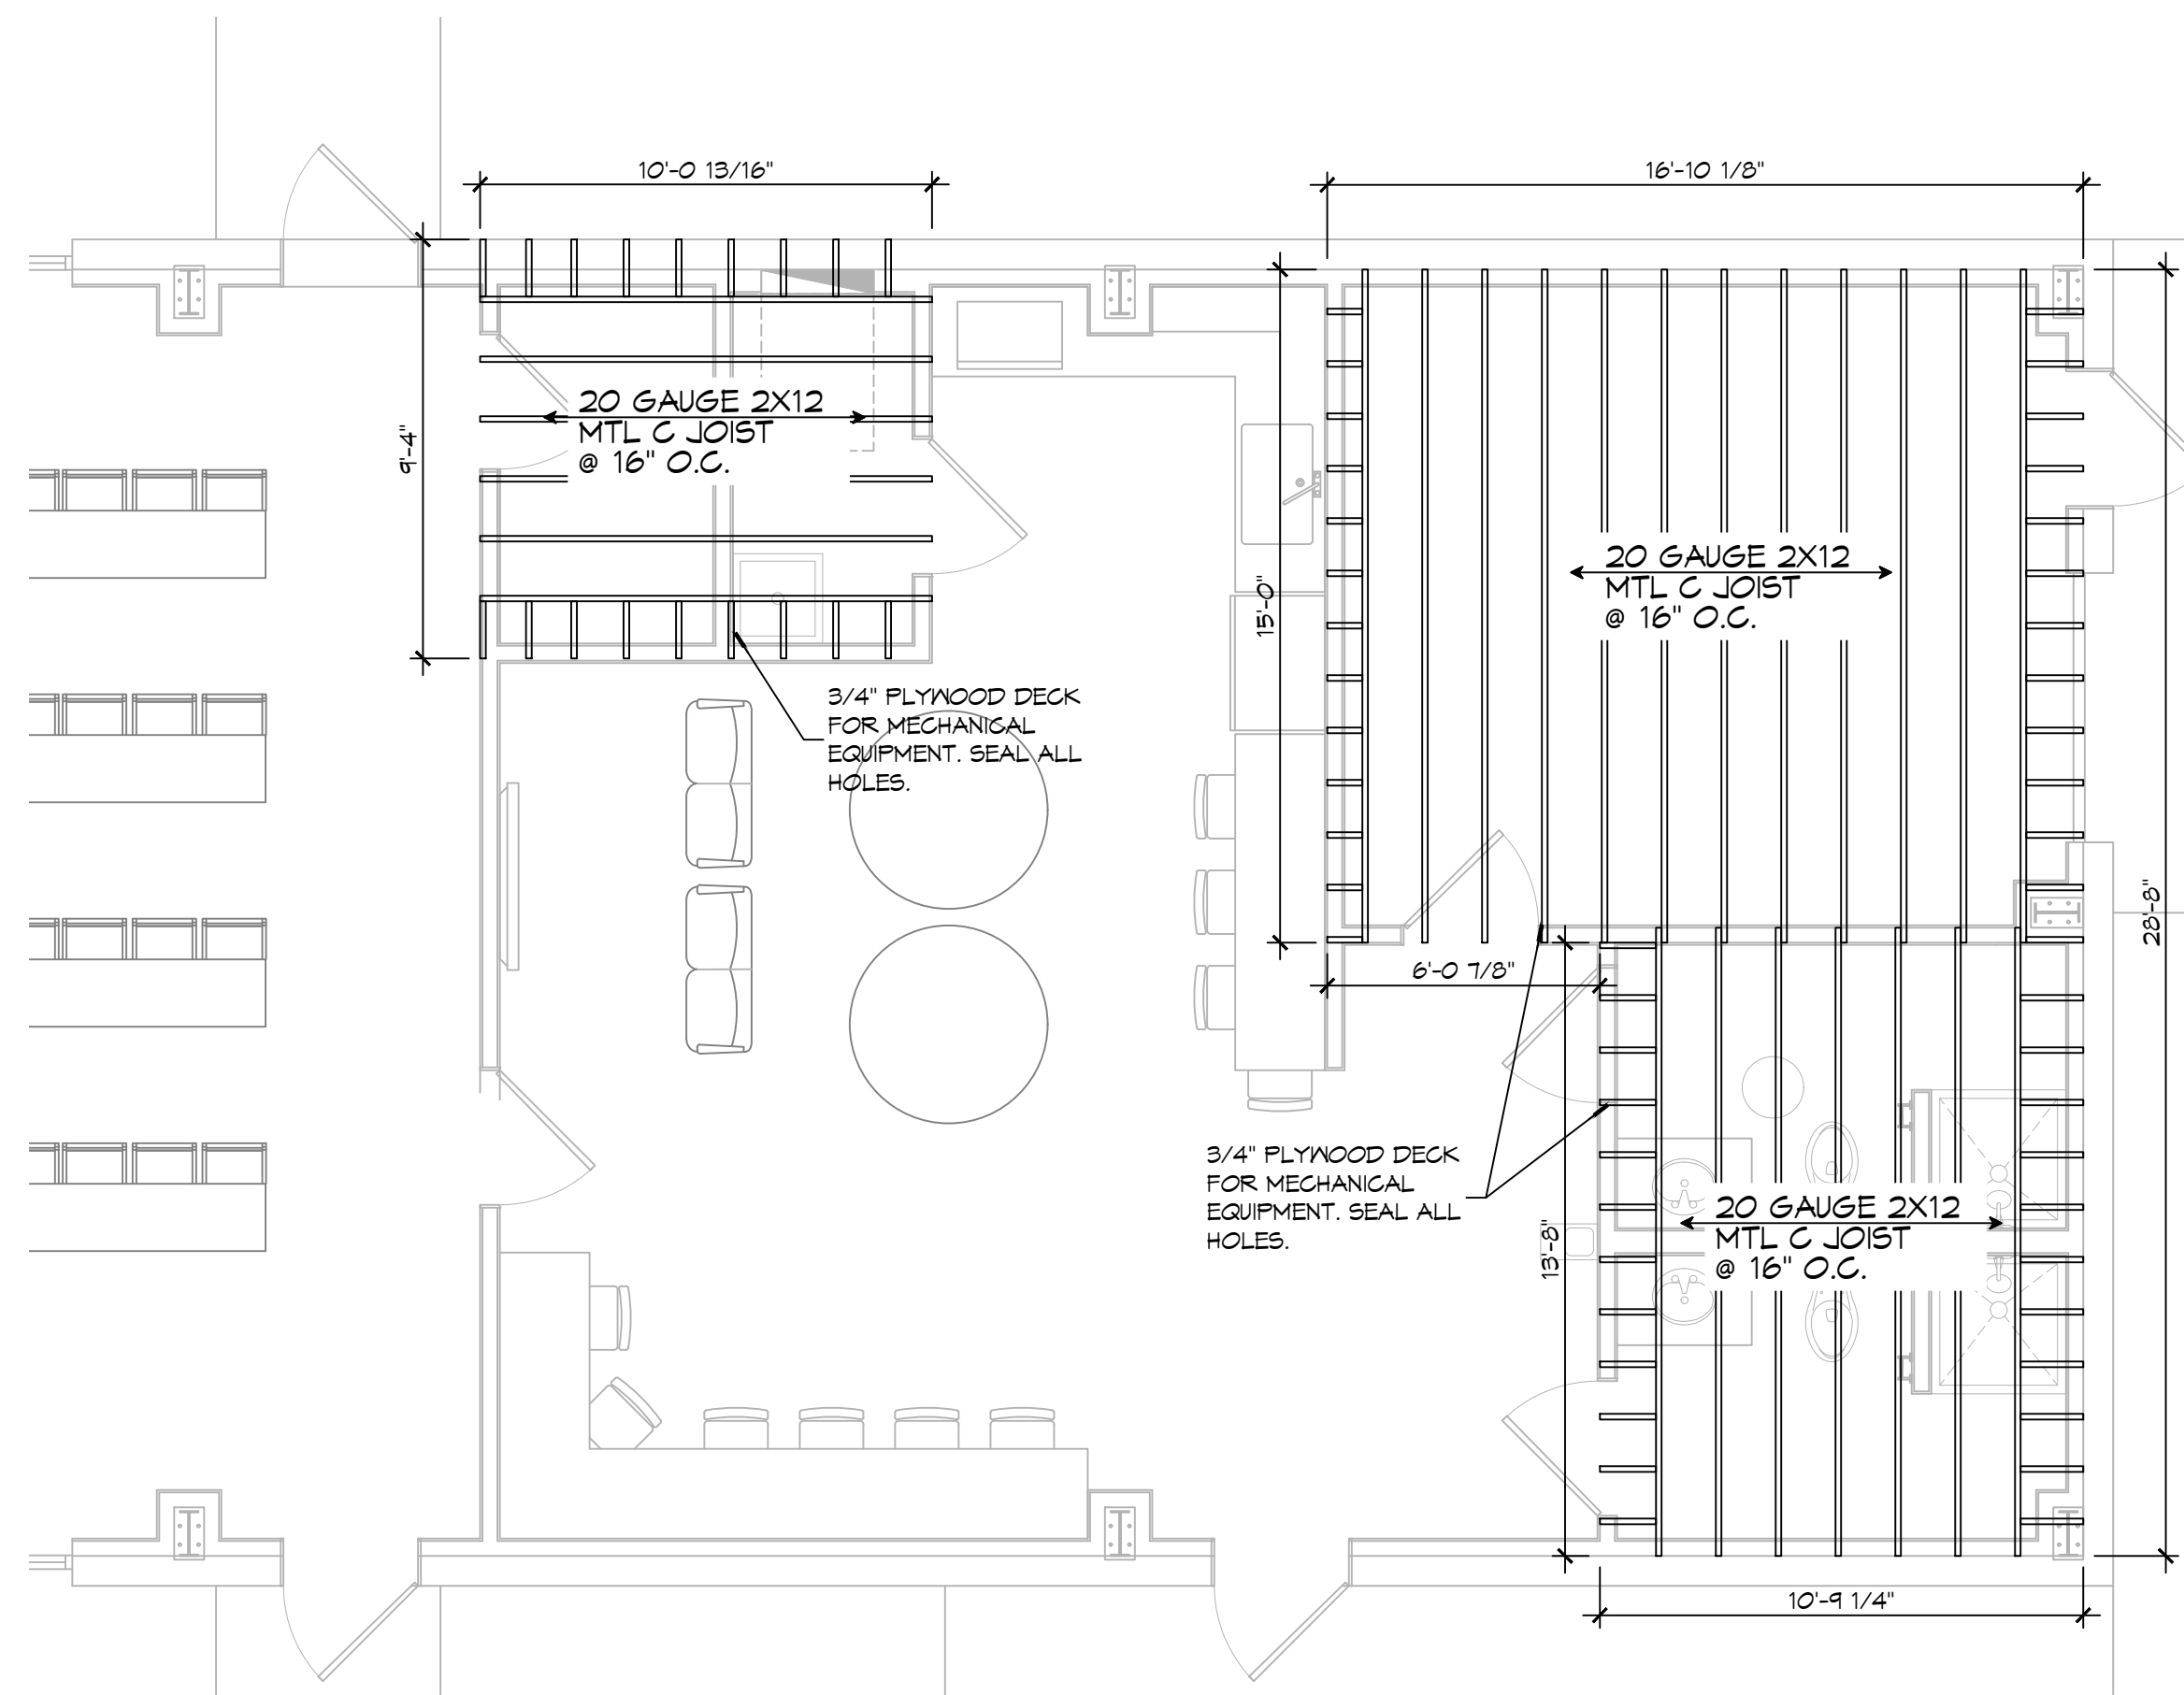 10'-0 13/16"
16'-10 1/8"
20 GAUGE 2X12
MTL C JOIST
@ 16" O.C.
9'-4"
20 GAUGE 2X12
MTL C JOIST
@ 16" O.C.
15'-0"
3/4" PLYWOOD DECK
FOR MECHANICAL
EQUIPMENT. SEAL ALL
HOLES.
28'-8"
6'-0 7/8"
3/4" PLYWOOD DECK
FOR MECHANICAL
EQUIPMENT. SEAL ALL
HOLES.
13'-8"
20 GAUGE 2X12
MTL C JOIST
@ 16" O.C.
10'-9 1/4"